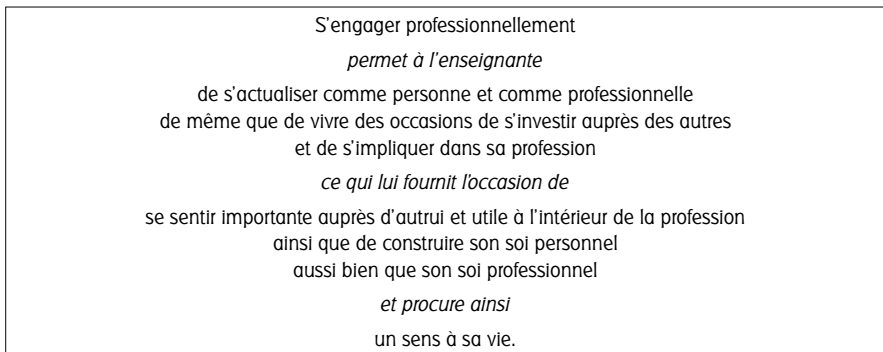 S'engager professionnellement
permet à l'enseignante
de s'actualiser comme personne et comme professionnelle
de même que de vivre des occasions de s'investir auprès des autres
et de s'impliquer dans sa profession
ce qui lui fournit l'occasion de
se sentir importante auprès d'autrui et utile à l'intérieur de la profession
ainsi que de construire son soi personnel
aussi bien que son soi professionnel
et procure ainsi
un sens à sa vie.